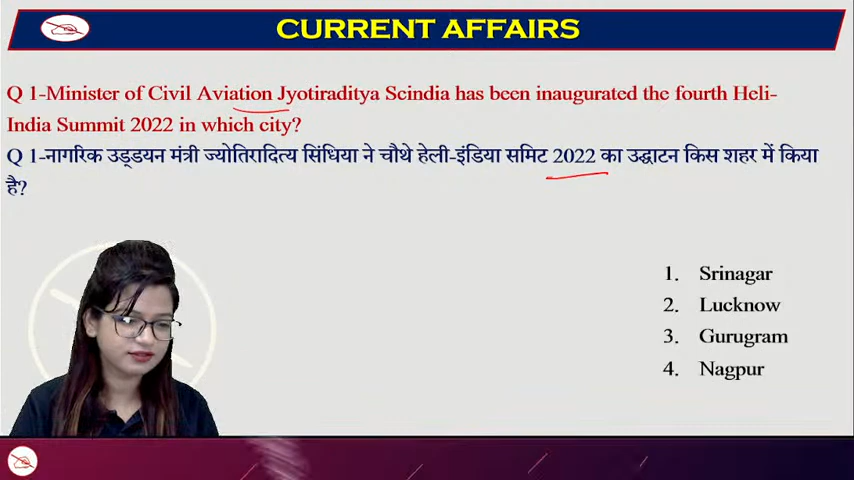 CURRENT AFFAIRS
Q 1-Minister of Civil Aviation Jyotiraditya Scindia has been inaugurated the fourth Heli-
India Summit 2022 in which city?
Q 1-नागरिक उड्डयन मंत्री ज्योतिरादित्य सिंधिया ने चौथे हेली-इंडिया समिट 2022 का उद्घाटन किस शहर में किया
है?
1. Srinagar
2. Lucknow
3. Gurugram
4. Nagpur